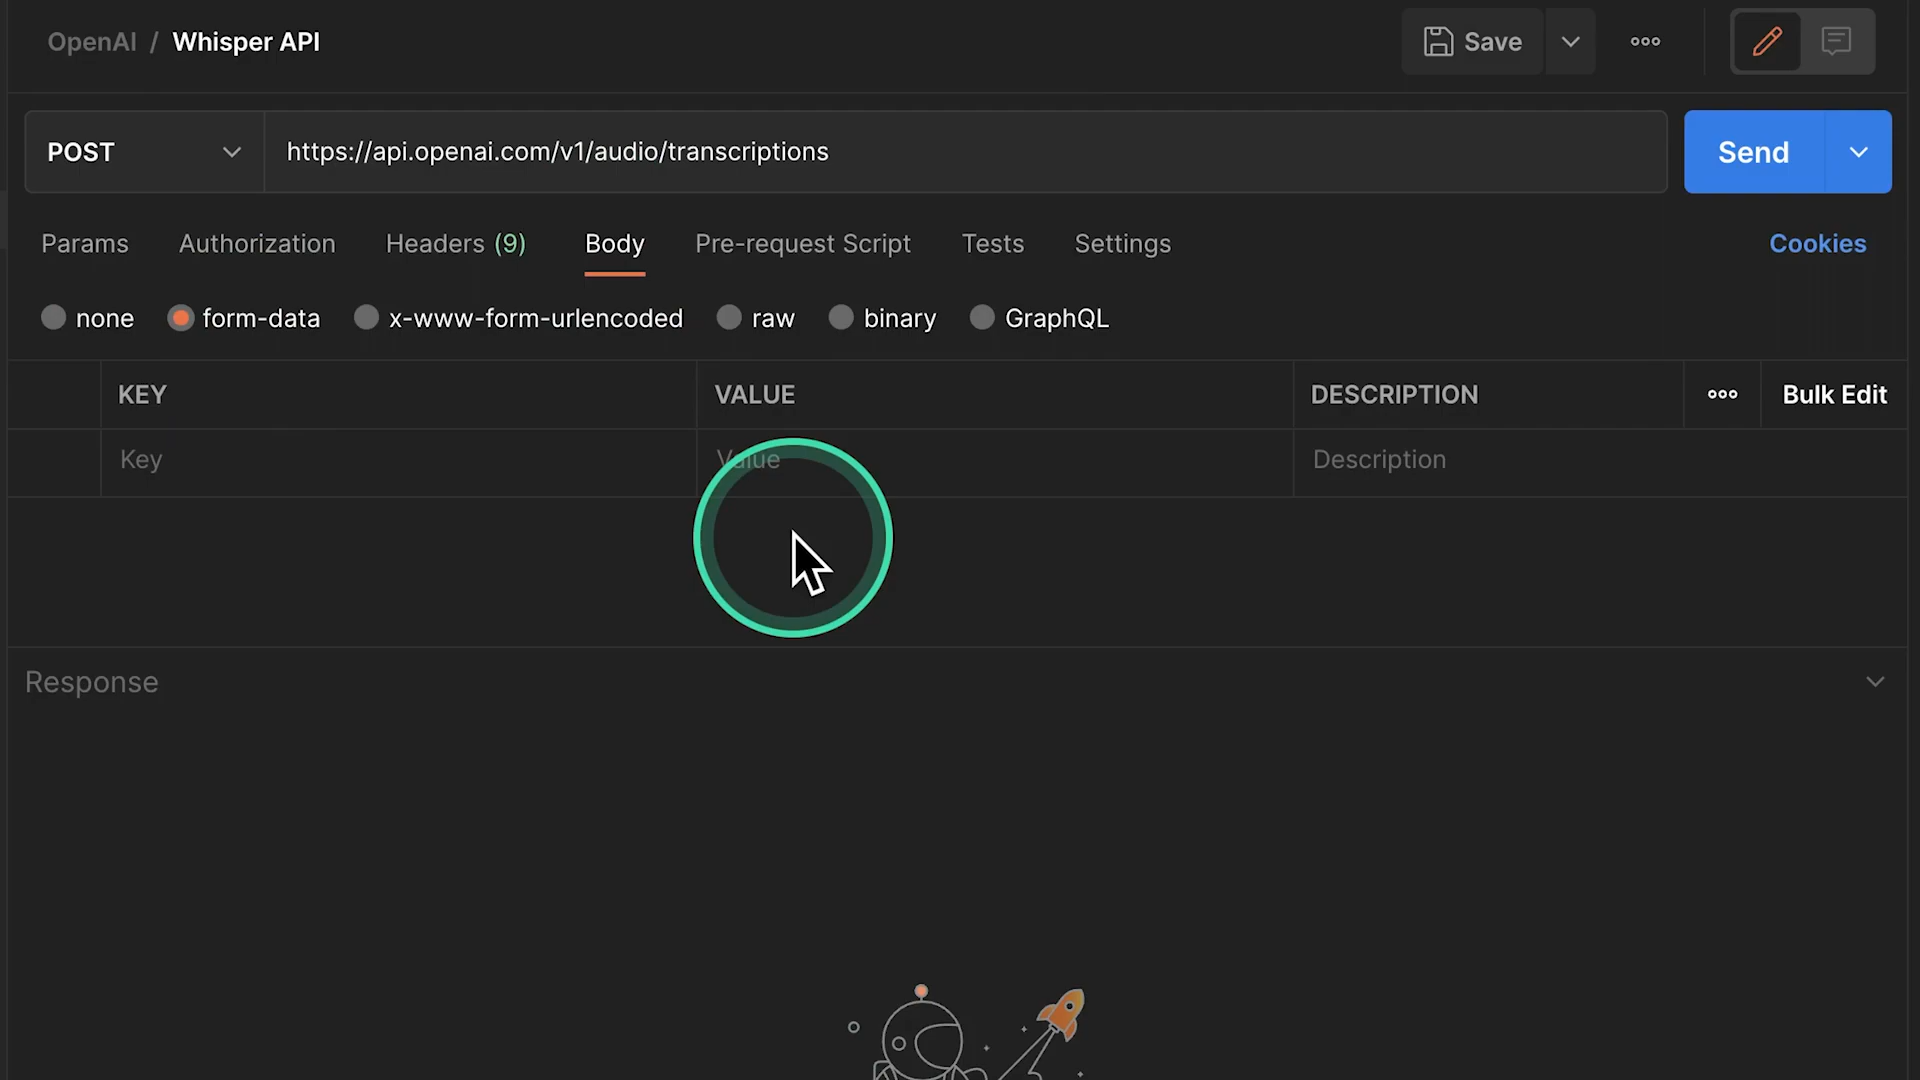 OpenAI / Whisper API
Save
POST
https://api.openai.com/v1/audio/transcriptions
Send
Params Authorization Headers (9) Body Pre-request Script Tests Settings Cookies
none form-data x-www-form-urlencoded raw binary GraphQL
KEY VALUE DESCRIPTION Bulk Edit
Key Value Description
Response